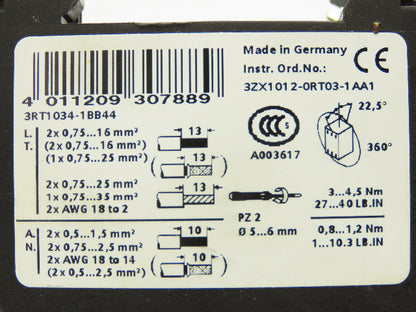 Made in Germany
Instr. Ord.No.:
CE
4 011209 307889
3ZX1012-0RT03-1AA1
3RT1034-1BB44
22,5°
L. 2x 0,75...16 mm² 13
T. (2x 0,75...16 mm²)
(1x 0,75...25 mm²) 13
CCC
A003617
360°
2x 0,75...25 mm² 13
1x 0,75...35 mm²
2x AWG 18 to 2
3...4,5 Nm
27...40 LB.IN
PZ 2
Ø 5...6 mm
A. 2x 0,5...1,5 mm² 10
N. 2x 0,75...2,5 mm²
2x AWG 18 to 14 10
(2x 0,5...2,5 mm²)
0,8...1,2 Nm
1...10.3 LB.IN